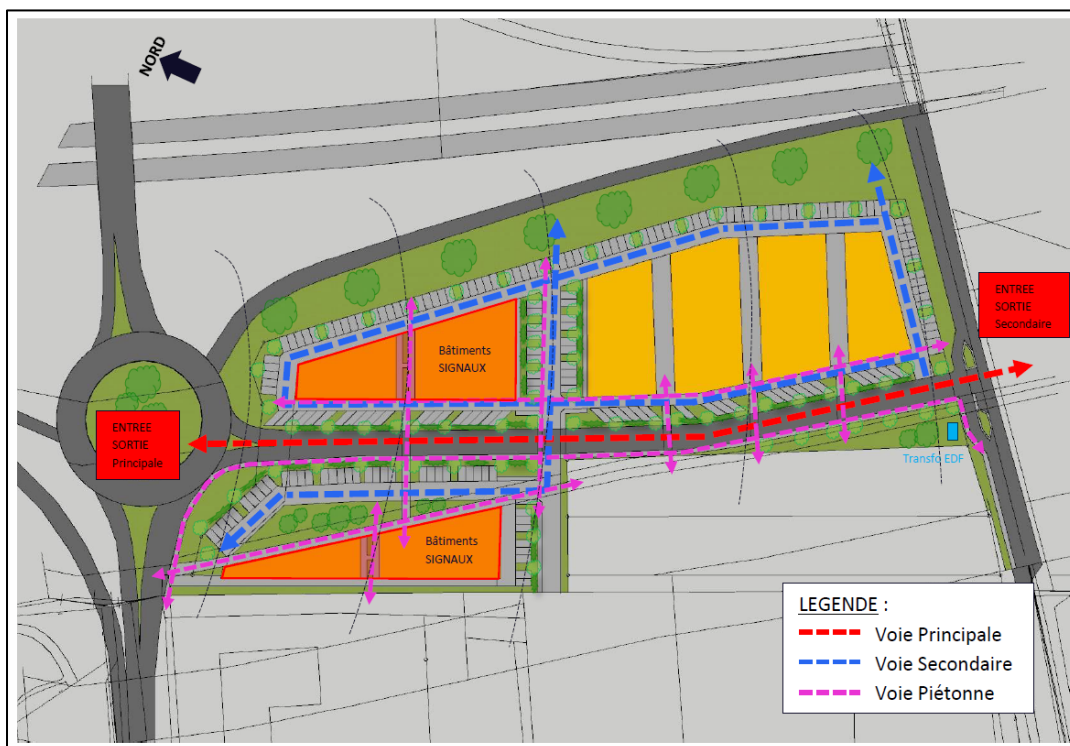 NORD
ENTREE
SORTIE
Secondaire
Bâtiments
SIGNAUX
ENTREE
SORTIE
Principale
Transfo EDF
Bâtiments
SIGNAUX
LEGENDE :
Voie Principale
Voie Secondaire
Voie Piétonne